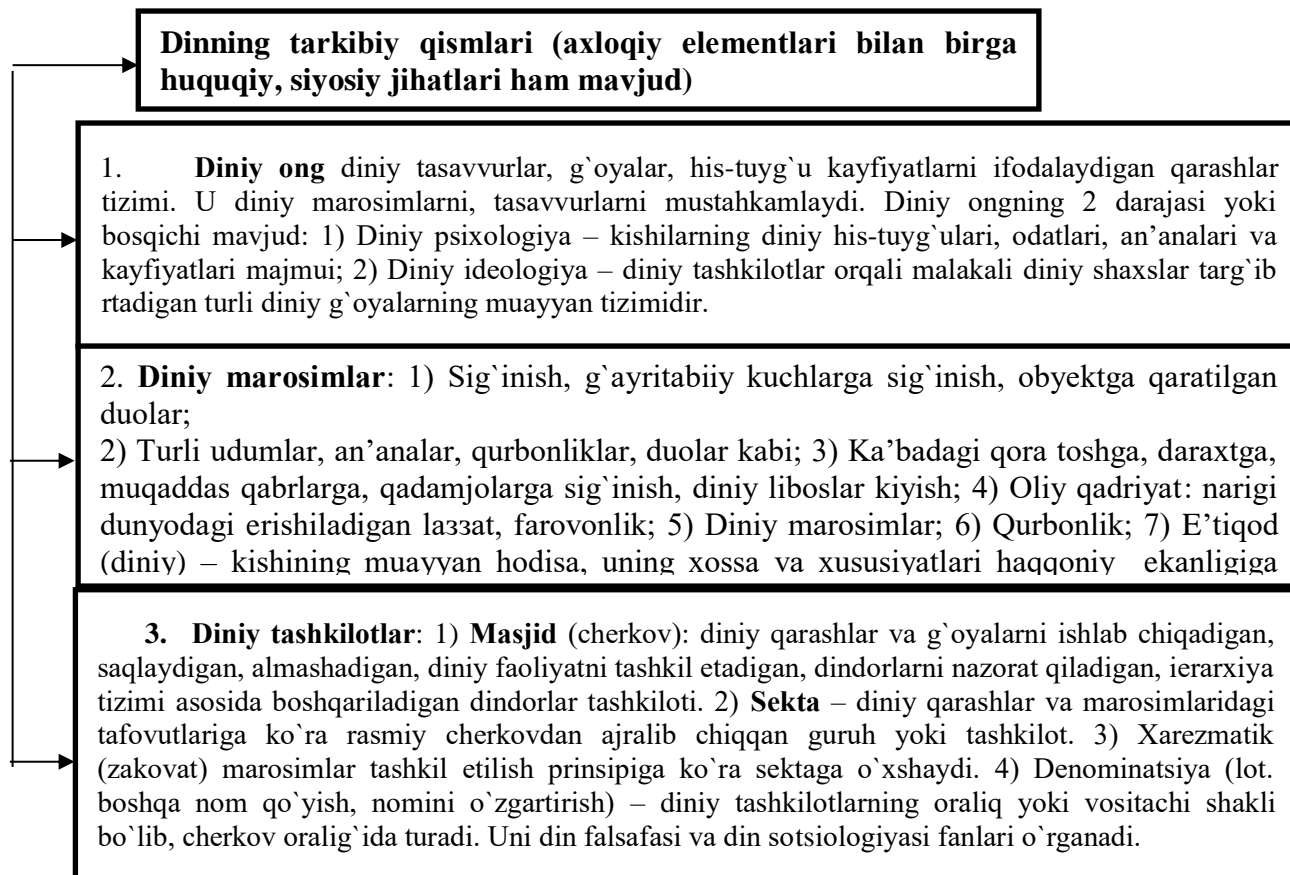 Dinning tarkibiy qismlari (axloqiy elementlari bilan birga
huquqiy, siyosiy jihatlari ham mavjud)
1. Diniy ong diniy tasavvurlar, g`oyalar, his-tuyg`u kayfiyatlarni ifodalaydigan qarashlar
tizimi. U diniy marosimlarni, tasavvurlarni mustahkamlaydi. Diniy ongning 2 darajasi yoki
bosqichi mavjud: 1) Diniy psixologiya – kishilarning diniy his-tuyg`ulari, odatlari, an’analari va
kayfiyatlari majmui; 2) Diniy ideologiya – diniy tashkilotlar orqali malakali diniy shaxslar targ`ib
rtadigan turli diniy g`oyalarning muayyan tizimidir.
2. Diniy marosimlar: 1) Sig`inish, g`ayritabiiy kuchlarga sig`inish, obyektga qaratilgan
duolar;
2) Turli udumlar, an’analar, qurbonliklar, duolar kabi; 3) Ka’badagi qora toshga, daraxtga,
muqaddas qabrlarga, qadamjolarga sig`inish, diniy liboslar kiyish; 4) Oliy qadriyat: narigi
dunyodagi erishiladigan laззat, farovonlik; 5) Diniy marosimlar; 6) Qurbonlik; 7) E’tiqod
(diniy) – kishining muayyan hodisa, uning xossa va xususiyatlari haqqoniy ekanligiga
3. Diniy tashkilotlar: 1) Masjid (cherkov): diniy qarashlar va g`oyalarni ishlab chiqadigan,
saqlaydigan, almashadigan, diniy faoliyatni tashkil etadigan, dindorlarni nazorat qiladigan, ierarxiya
tizimi asosida boshqariladigan dindorlar tashkiloti. 2) Sekta – diniy qarashlar va marosimlaridagi
tafovutlariga ko`ra rasmiy cherkovdan ajralib chiqqan guruh yoki tashkilot. 3) Xarezmatik
(zakovat) marosimlar tashkil etilish prinsipiga ko`ra sektaga o`xshaydi. 4) Denominatsiya (lot.
boshqa nom qo`yish, nomini o`zgartirish) – diniy tashkilotlarning oraliq yoki vositachi shakli
bo`lib, cherkov oralig`ida turadi. Uni din falsafasi va din sotsiologiyasi fanlari o`rganadi.